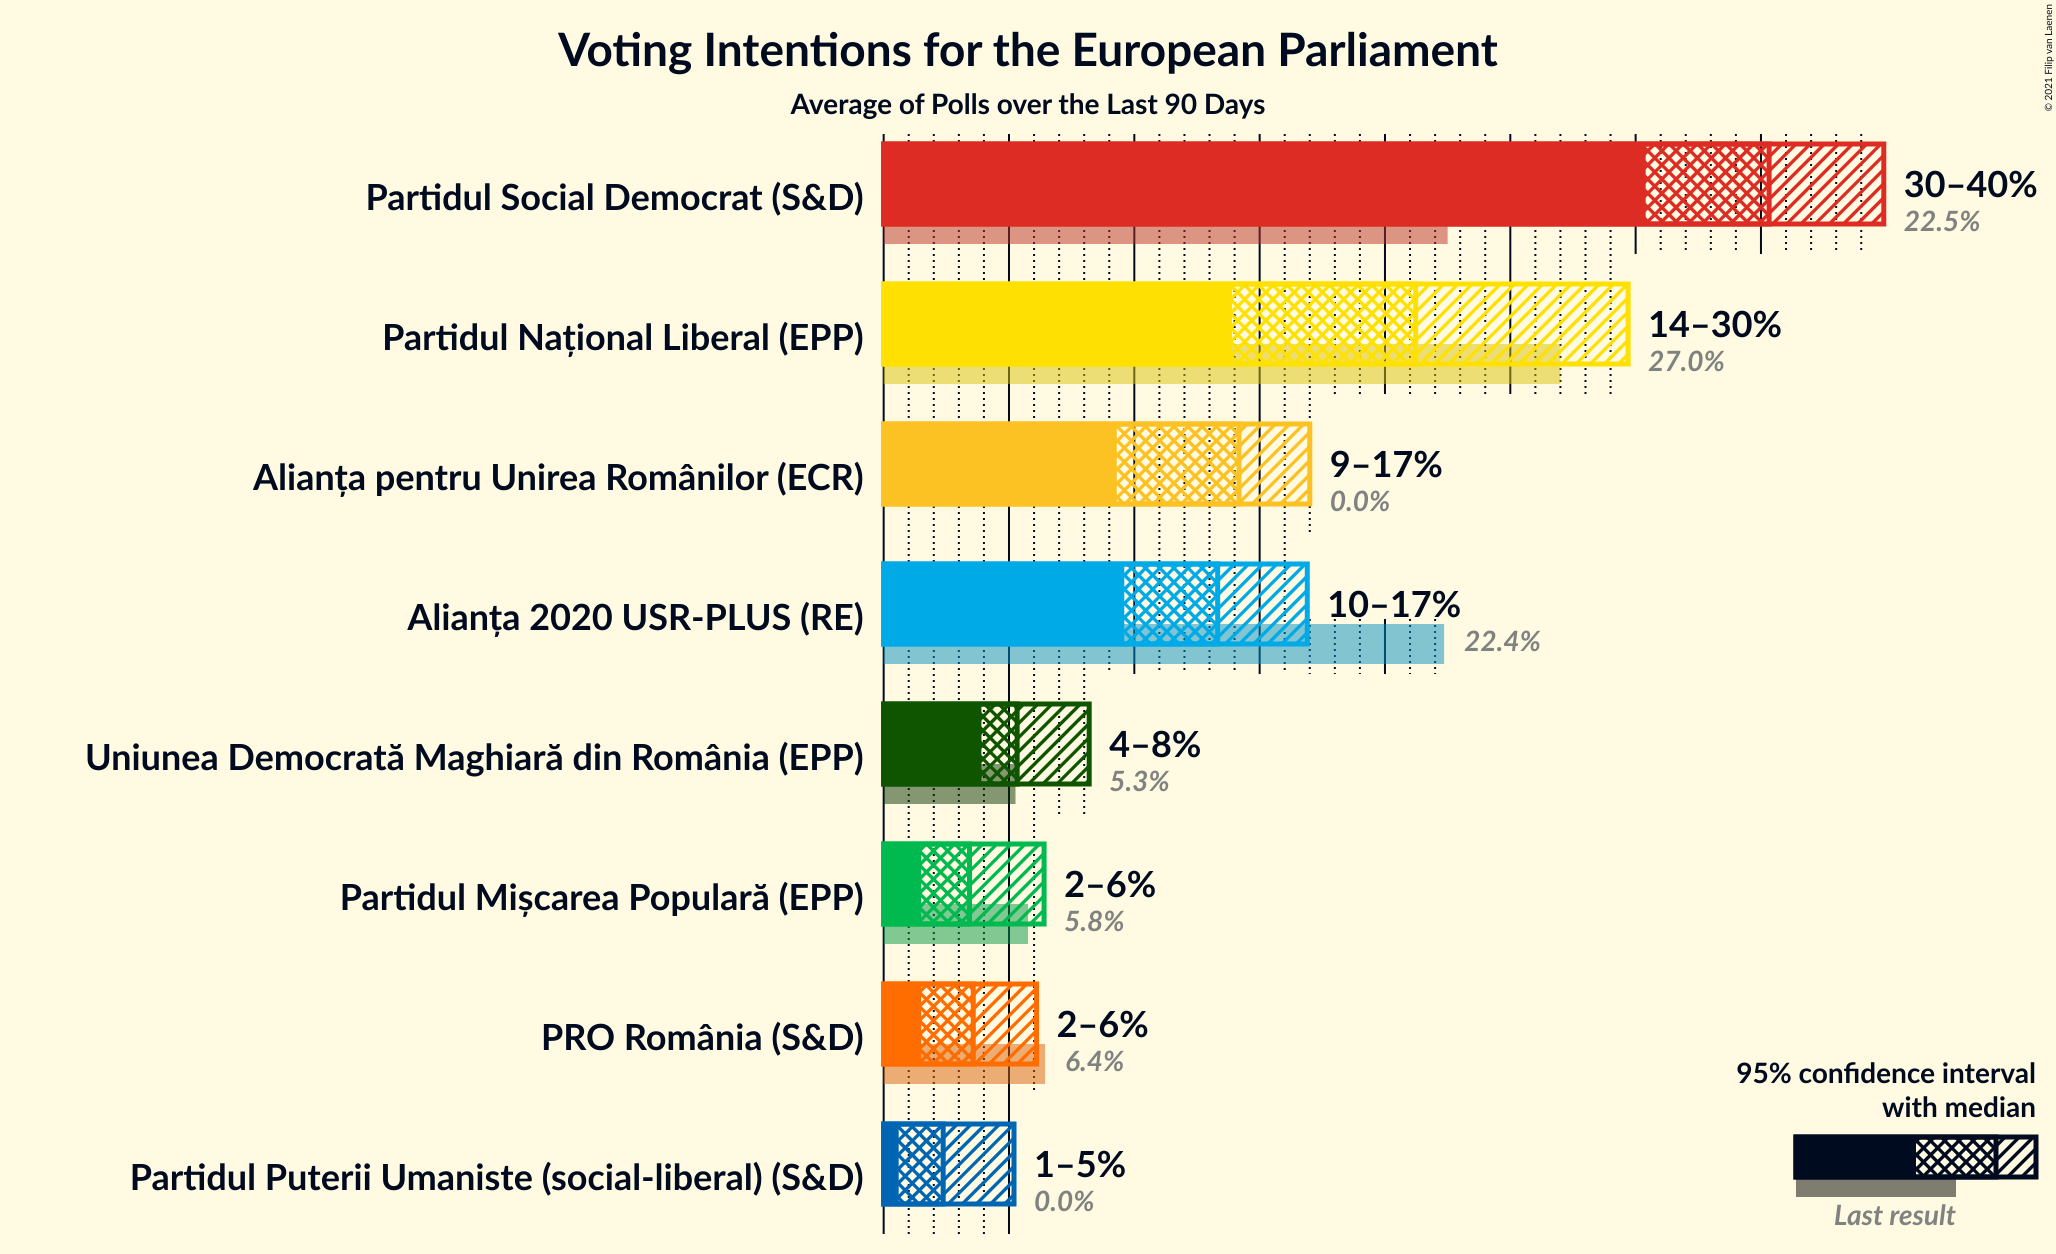 Voting Intentions for the European Parliament
Average of Polls over the Last 90 Days
© 2021 Filip van Laenen
Partidul Social Democrat (S&D)
30–40%
22.5%
Partidul Național Liberal (EPP)
14–30%
27.0%
Alianța pentru Unirea Românilor (ECR)
9–17%
0.0%
Alianța 2020 USR-PLUS (RE)
10–17%
22.4%
Uniunea Democrată Maghiară din România (EPP)
4–8%
5.3%
Partidul Mișcarea Populară (EPP)
2–6%
5.8%
PRO România (S&D)
2–6%
6.4%
Partidul Puterii Umaniste (social-liberal) (S&D)
1–5%
0.0%
95% confidence interval
with median
Last result